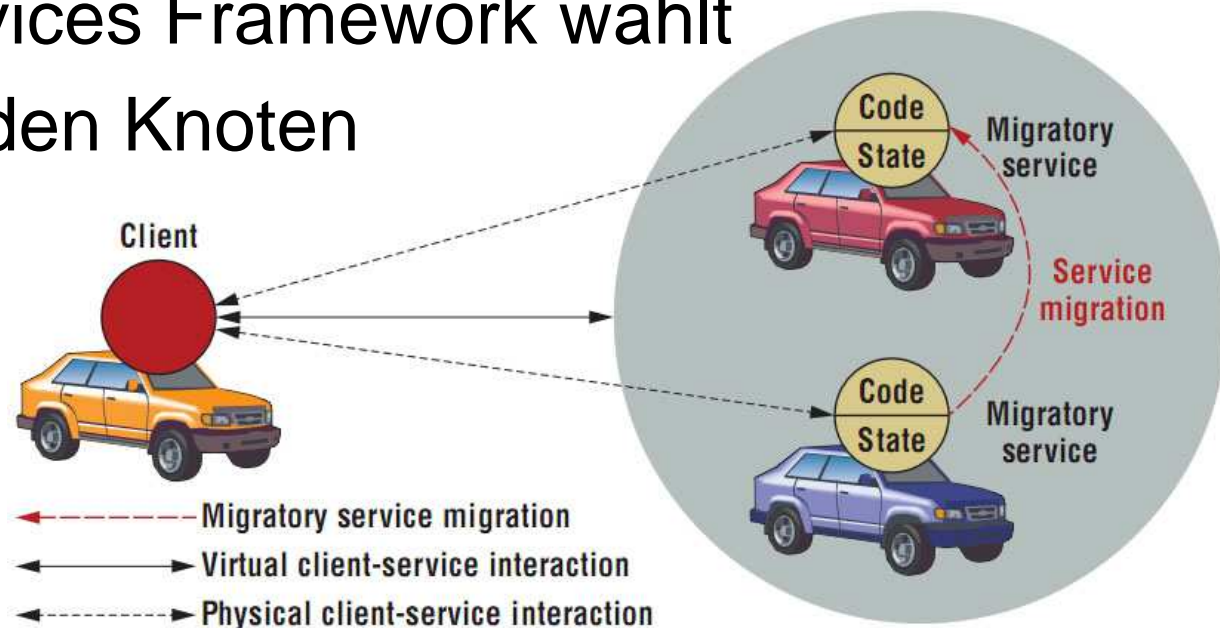 vices Framework wählt
den Knoten
Code
State
Migratory
service
Client
Service
migration
Code
State
Migratory
service
Migratory service migration
Virtual client-service interaction
Physical client-service interaction